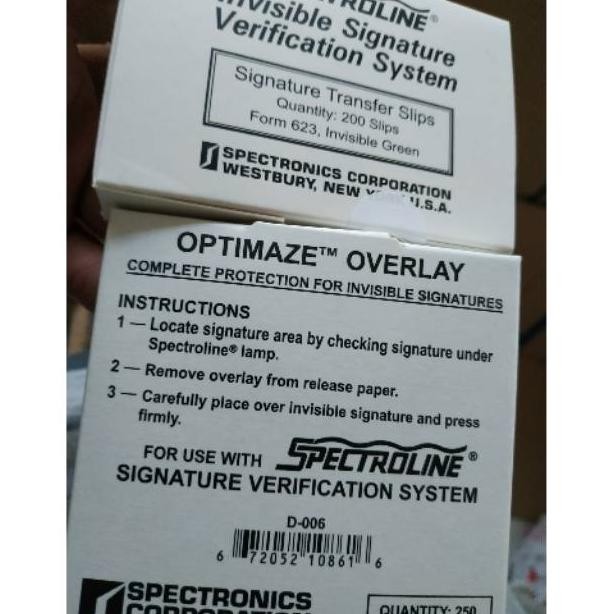 SPECTROLINE®
Invisible Signature
Verification System
Signature Transfer Slips
Quantity: 200 Slips
Form 623, Invisible Green
SPECTRONICS CORPORATION
WESTBURY, NEW U.S.A.
OPTIMAZE™ OVERLAY
COMPLETE PROTECTION FOR INVISIBLE SIGNATURES
INSTRUCTIONS
1 — Locate signature area by checking signature under
Spectroline® lamp.
2 — Remove overlay from release paper.
3 — Carefully place over invisible signature and press
firmly.
FOR USE WITH SPECTROLINE®
SIGNATURE VERIFICATION SYSTEM
D-006
6 72052 10861 6
SPECTRONICS
CORPORATION
QUANTITY: 250